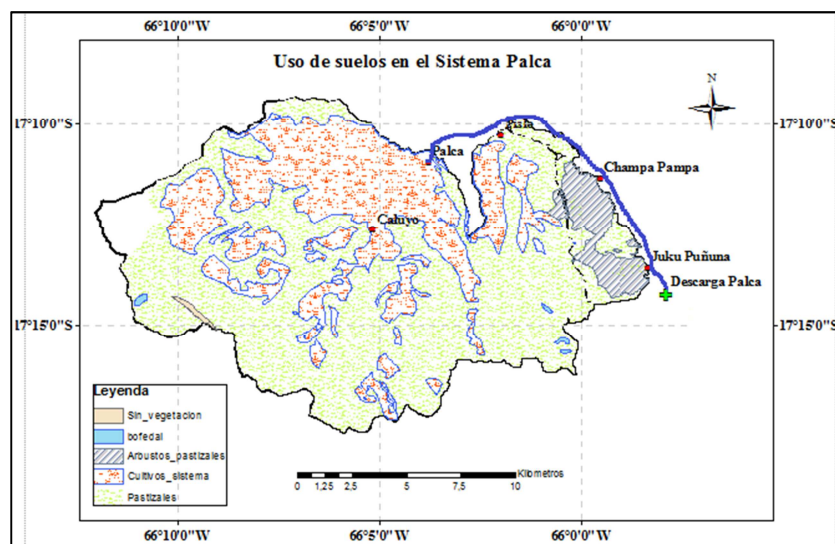 66°10'0"W 66°5'0"W 66°0'0"W
Uso de suelos en el Sistema Palca
N
17°10'0"S 17°10'0"S
Pisla
Palca
Champa Pampa
Caluyo
Juku Puñuna
Descarga Palca
17°15'0"S 17°15'0"S
Leyenda
Sin_vegetacion
bofedal
Arbustos_pastizales
Cultivos_sistema
Pastizales
Kilometros
0 1,25 2,5 5 7,5 10
66°10'0"W 66°5'0"W 66°0'0"W